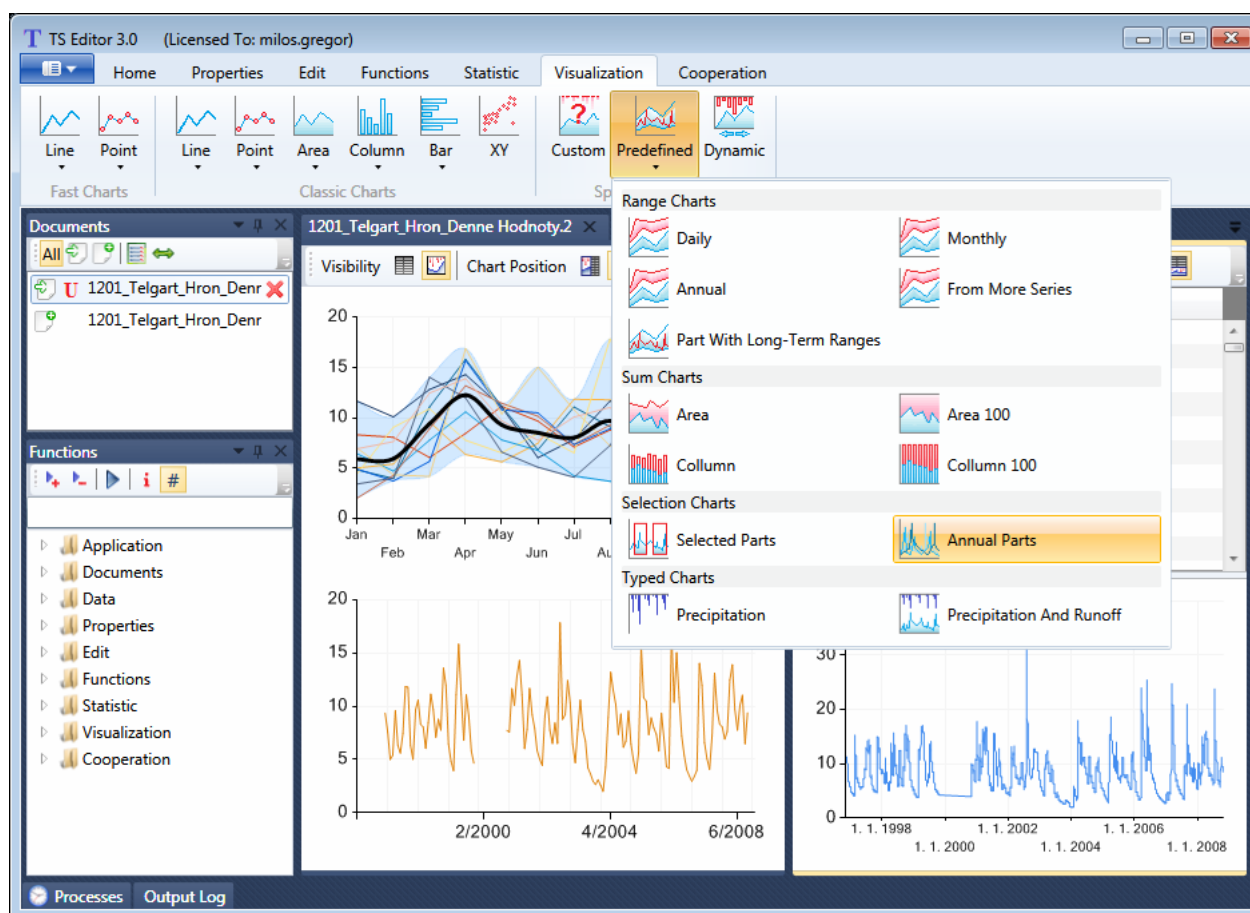 TS Editor 3.0 (Licensed To: milos.gregor)
Home Properties Edit Functions Statistic Visualization Cooperation
Line Point Line Point Area Column Bar XY Custom Predefined Dynamic
Fast Charts Classic Charts Sp
Range Charts
Daily Monthly
Annual From More Series
Part With Long-Term Ranges
Sum Charts
Area Area 100
Collumn Collumn 100
Selection Charts
Selected Parts Annual Parts
Typed Charts
Precipitation Precipitation And Runoff
Documents
All
U 1201_Telgart_Hron_Denr
1201_Telgart_Hron_Denr
Functions
i #
Application
Documents
Data
Properties
Edit
Functions
Statistic
Visualization
Cooperation
1201_Telgart_Hron_Denne Hodnoty.2
Visibility Chart Position
20
15
10
5
0
Jan Mar May Jul
Feb Apr Jun Au
20
15
10
5
0
2/2000 4/2004 6/2008
30
20
10
0
1. 1. 1998 1. 1. 2002 1. 1. 2006
1. 1. 2000 1. 1. 2004 1. 1. 2008
Processes Output Log